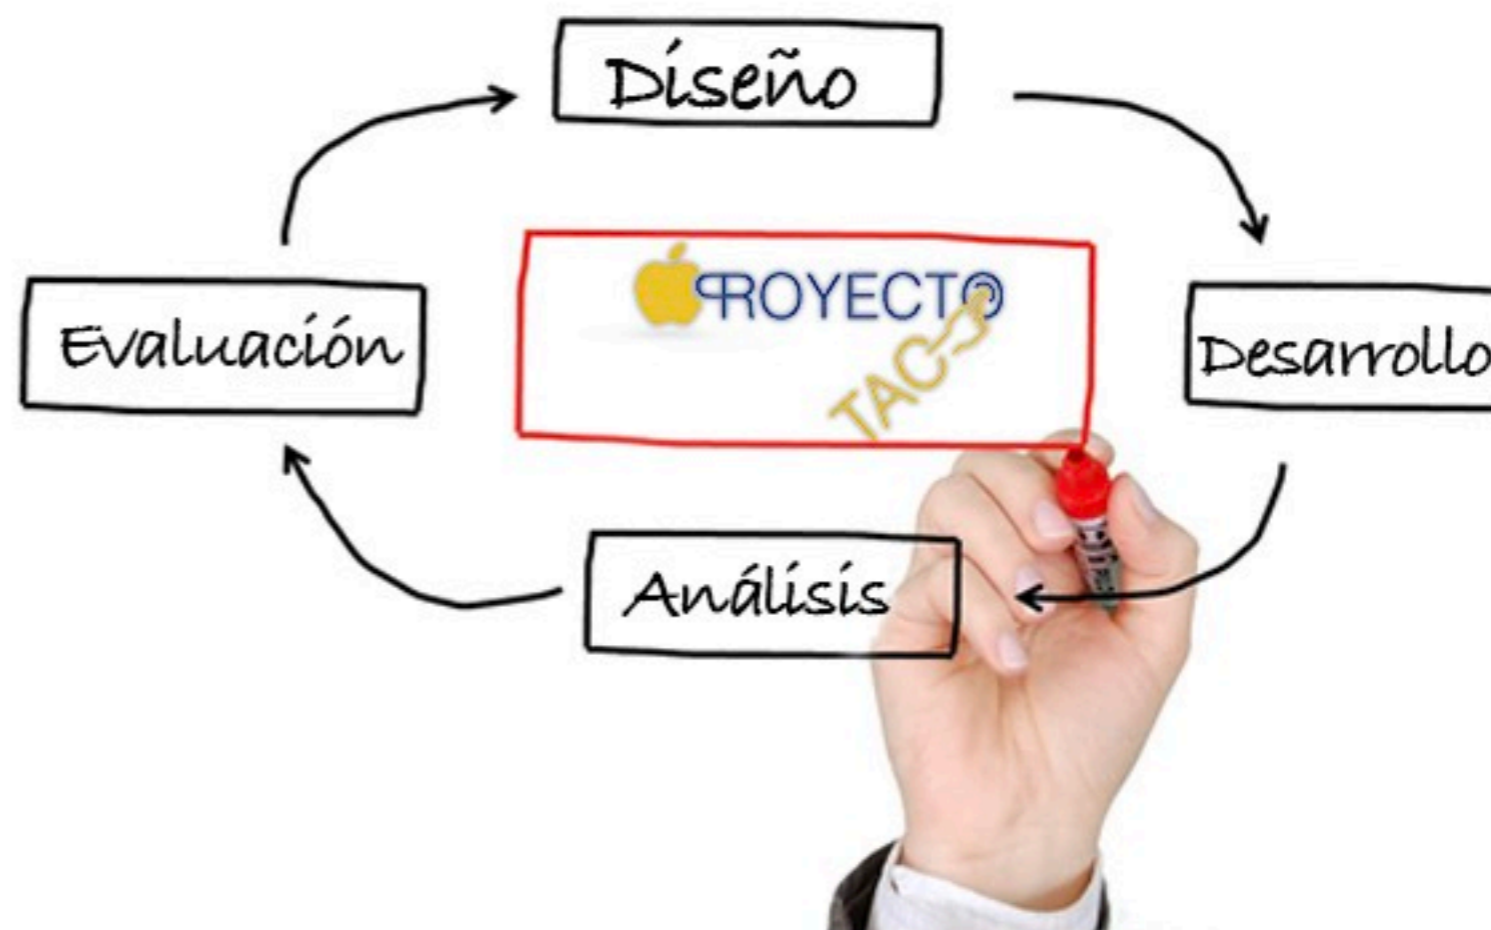 Diseño
PROYECTO
TAC
Evaluación
Desarrollo
Análisis